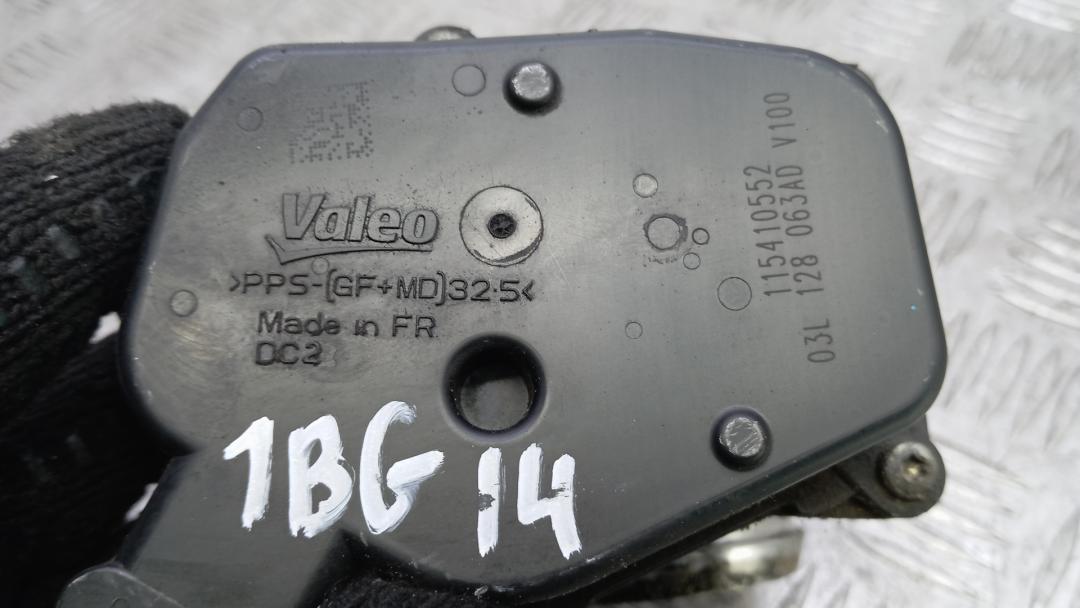 Valeo
>PPS-(GF+MD)32.5<
Made in FR
DC2
115410552
03L 128 063AD V100
1BG 14